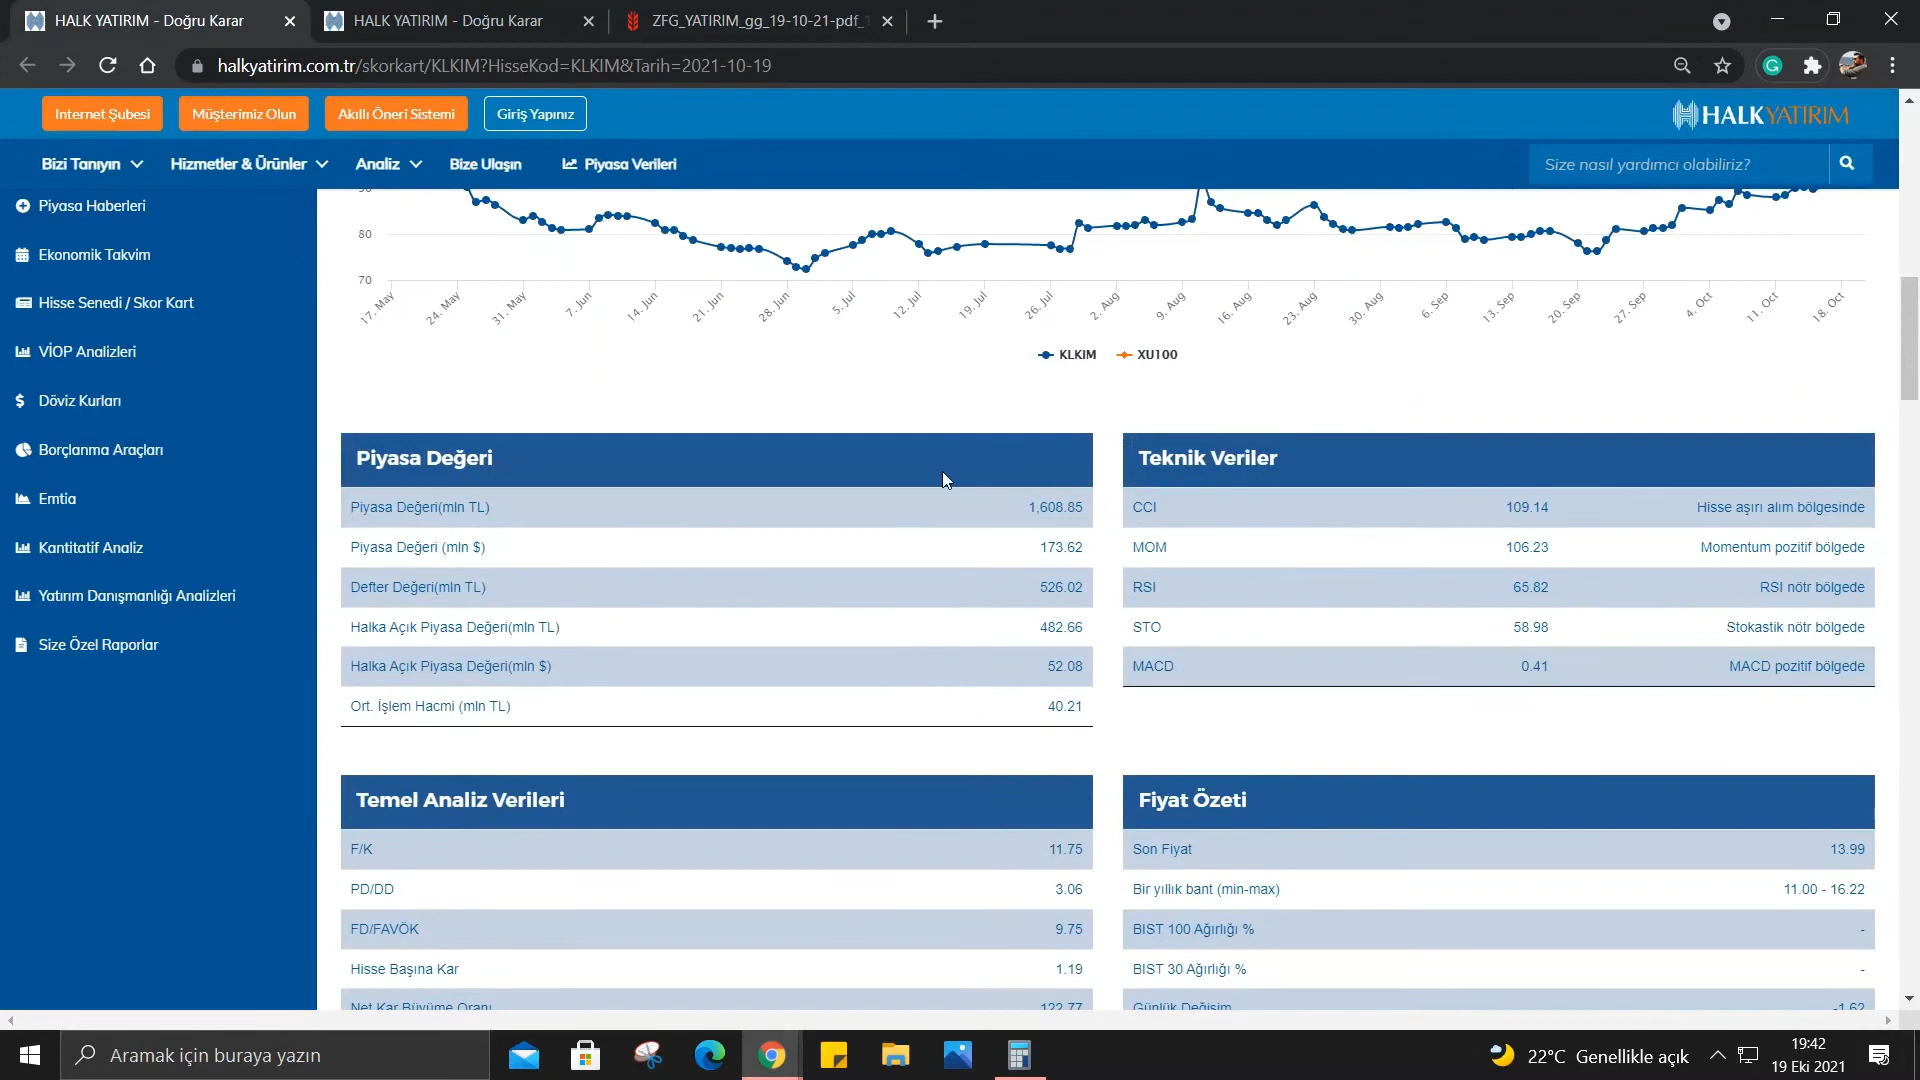 HALK YATIRIM - Doğru Karar
HALK YATIRIM - Doğru Karar
ZFG_YATIRIM_gg_19-10-21-pdf_
halkyatirim.com.tr/skorkart/KLKIM?HisseKod=KLKIM&Tarih=2021-10-19
Internet Şubesi
Müşterimiz Olun
Akıllı Öneri Sistemi
Giriş Yapınız
HALKYATIRIM
Bizi Tanıyın
Hizmetler & Ürünler
Analiz
Bize Ulaşın
Piyasa Verileri
Size nasıl yardımcı olabiliriz?
Piyasa Haberleri
Ekonomik Takvim
Hisse Senedi / Skor Kart
VİOP Analizleri
Döviz Kurları
Borçlanma Araçları
Emtia
Kantitatif Analiz
Yatırım Danışmanlığı Analizleri
Size Özel Raporlar
90
80
70
17. May 24. May 31. May 7. Jun 14. Jun 21. Jun 28. Jun 5. Jul 12. Jul 19. Jul 26. Jul 2. Aug 9. Aug 16. Aug 23. Aug 30. Aug 6. Sep 13. Sep 20. Sep 27. Sep 4. Oct 11. Oct 18. Oct
KLKIM XU100
Piyasa Değeri
Piyasa Değeri(mln TL) 1,608.85
Piyasa Değeri (mln $) 173.62
Defter Değeri(mln TL) 526.02
Halka Açık Piyasa Değeri(mln TL) 482.66
Halka Açık Piyasa Değeri(mln $) 52.08
Ort. İşlem Hacmi (mln TL) 40.21
Teknik Veriler
CCI 109.14 Hisse aşırı alım bölgesinde
MOM 106.23 Momentum pozitif bölgede
RSI 65.82 RSI nötr bölgede
STO 58.98 Stokastik nötr bölgede
MACD 0.41 MACD pozitif bölgede
Temel Analiz Verileri
F/K 11.75
PD/DD 3.06
FD/FAVÖK 9.75
Hisse Başına Kar 1.19
Net Kar Büyüme Oranı 122.77
Fiyat Özeti
Son Fiyat 13.99
Bir yıllık bant (min-max) 11.00 - 16.22
BIST 100 Ağırlığı % -
BIST 30 Ağırlığı % -
Günlük Değişim -1.62
Aramak için buraya yazın
22°C Genellikle açık
19:42
19 Eki 2021